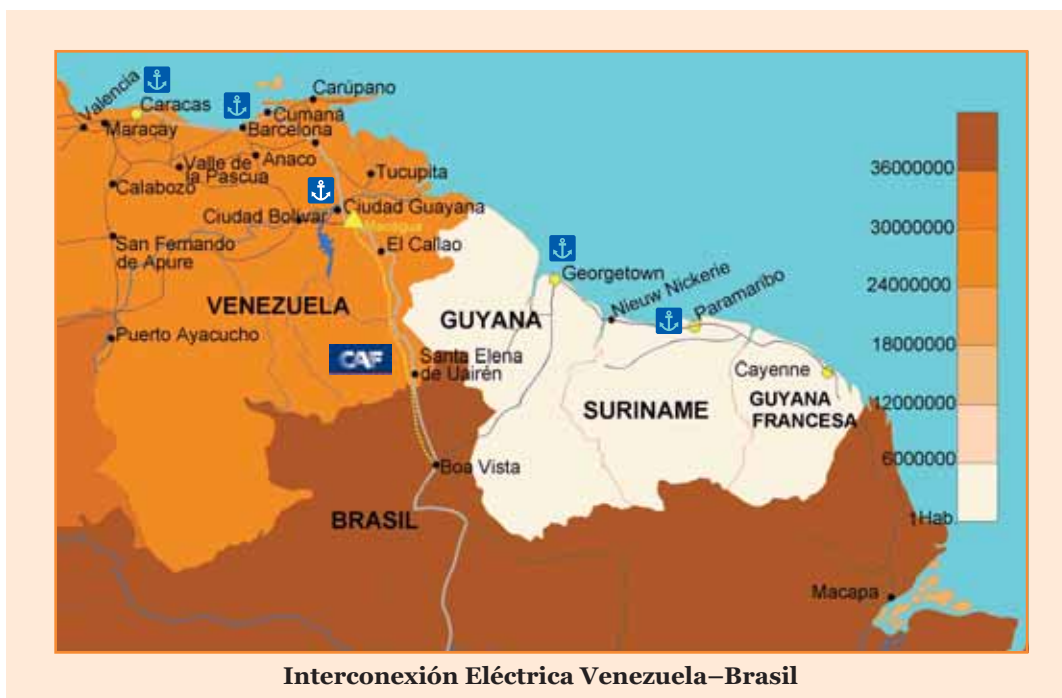 Carúpano
Valencia
Caracas
Cumaná
Maracay
Barcelona
Valle de
la Pascua
Anaco
Tucupita
Calabozo
Ciudad Bolívar
Ciudad Guayana
Macagua
San Fernando
de Apure
El Callao
Georgetown
Nieuw Nickerie
Paramaribo
VENEZUELA
GUYANA
Puerto Ayacucho
CAF
Santa Elena
de Uairén
Cayenne
SURINAME
GUYANA
FRANCESA
Boa Vista
BRASIL
Macapa
36000000
30000000
24000000
18000000
12000000
6000000
1Hab.
Interconexión Eléctrica Venezuela–Brasil